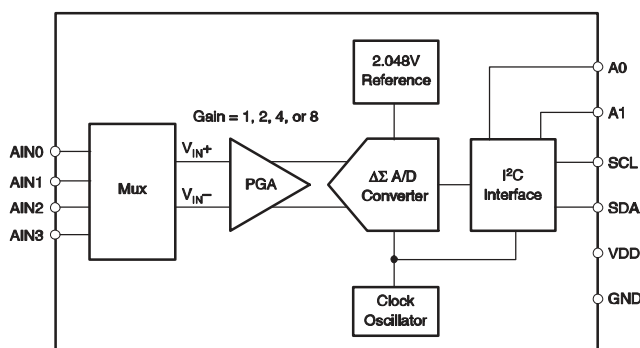 2.048V
Reference
A0
Gain = 1, 2, 4, or 8
A1
AIN0
AIN1
AIN2
AIN3
Mux
VIN+
VIN−
PGA
ΔΣ A/D
Converter
I²C
Interface
SCL
SDA
VDD
GND
Clock
Oscillator